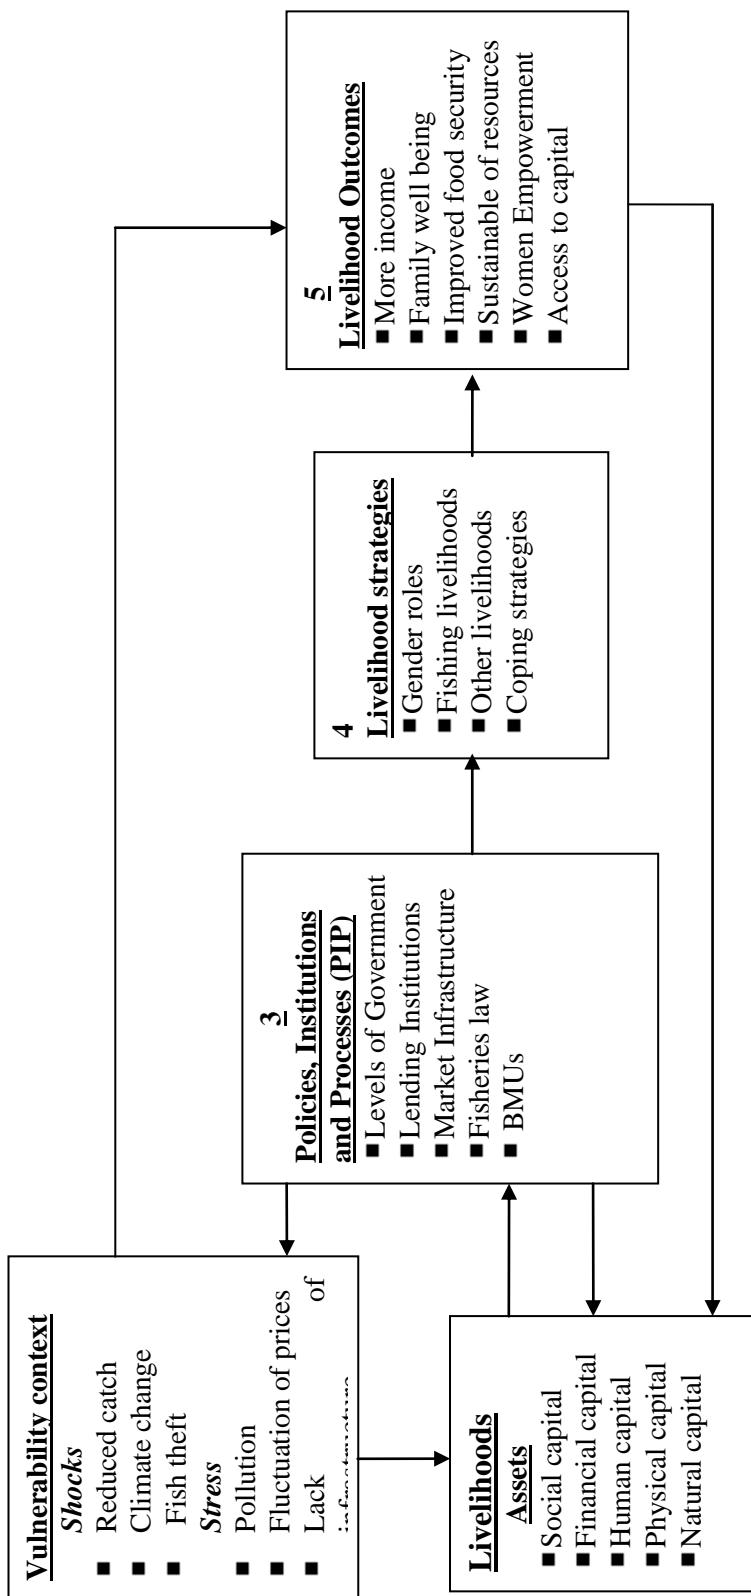 Vulnerability context
Shocks
■ Reduced catch
■ Climate change
■ Fish theft
Stress
■ Pollution
■ Fluctuation of prices
■ Lack of
infrastructure
Livelihoods
Assets
■ Social capital
■ Financial capital
■ Human capital
■ Physical capital
■ Natural capital
3
Policies, Institutions
and Processes (PIP)
■ Levels of Government
■ Lending Institutions
■ Market Infrastructure
■ Fisheries law
■ BMUs
4
Livelihood strategies
■ Gender roles
■ Fishing livelihoods
■ Other livelihoods
■ Coping strategies
5
Livelihood Outcomes
■ More income
■ Family well being
■ Improved food security
■ Sustainable of resources
■ Women Empowerment
■ Access to capital